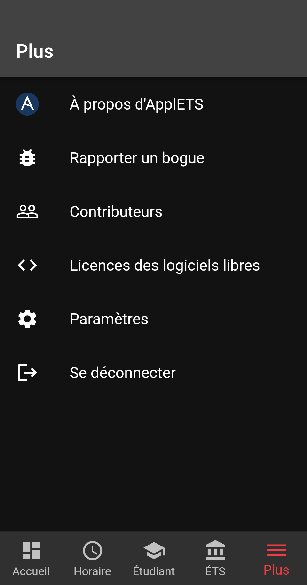 Plus
À propos d'ApplETS
Rapporter un bogue
Contributeurs
Licences des logiciels libres
Paramètres
Se déconnecter
Accueil Horaire Étudiant ÉTS Plus